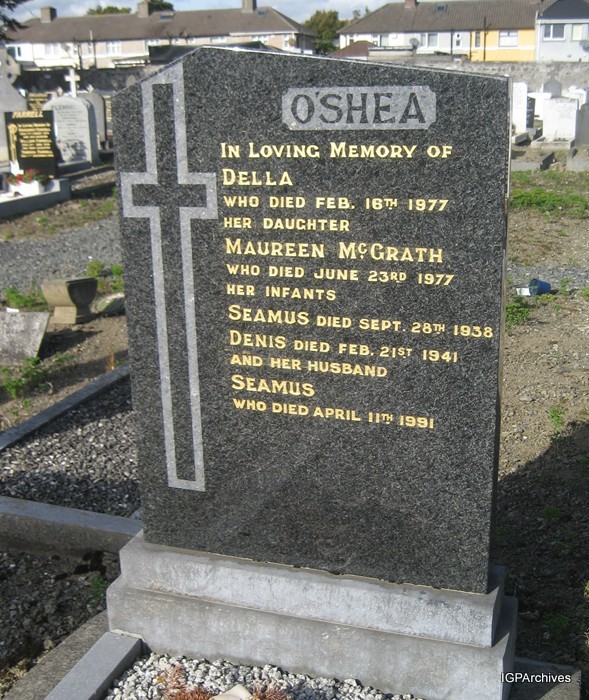 O'SHEA
IN LOVING MEMORY OF
DELLA
WHO DIED FEB. 16TH 1977
HER DAUGHTER
MAUREEN McGRATH
WHO DIED JUNE 23RD 1977
HER INFANTS
SEAMUS DIED SEPT. 28TH 1938
DENIS DIED FEB. 21ST 1941
AND HER HUSBAND
SEAMUS
WHO DIED APRIL 11TH 1991
FARRELL
IGPArchives